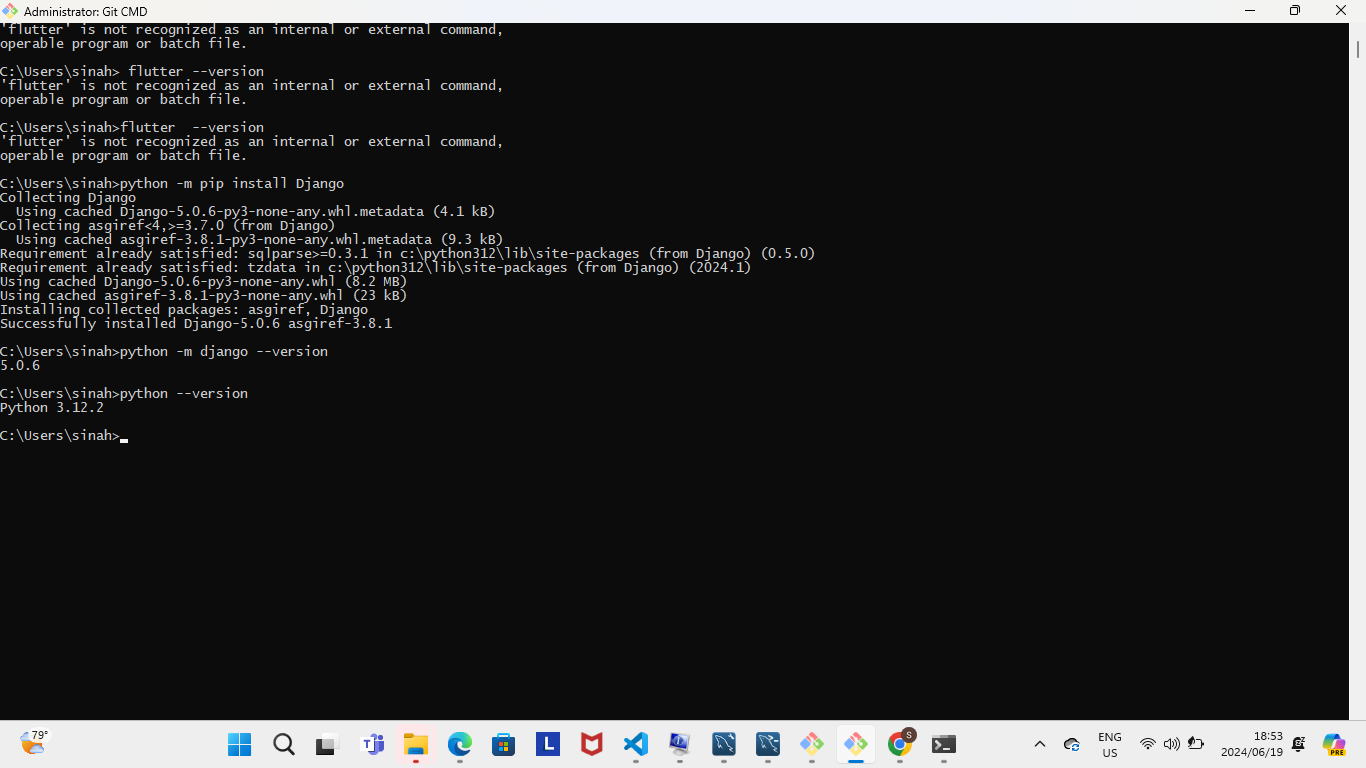 Administrator: Git CMD
'flutter' is not recognized as an internal or external command,
operable program or batch file.
C:\Users\sinah> flutter --version
'flutter' is not recognized as an internal or external command,
operable program or batch file.
C:\Users\sinah>flutter  --version
'flutter' is not recognized as an internal or external command,
operable program or batch file.
C:\Users\sinah>python -m pip install Django
Collecting Django
  Using cached Django-5.0.6-py3-none-any.whl.metadata (4.1 kB)
Collecting asgiref<4,>=3.7.0 (from Django)
  Using cached asgiref-3.8.1-py3-none-any.whl.metadata (9.3 kB)
Requirement already satisfied: sqlparse>=0.3.1 in c:\python312\lib\site-packages (from Django) (0.5.0)
Requirement already satisfied: tzdata in c:\python312\lib\site-packages (from Django) (2024.1)
Using cached Django-5.0.6-py3-none-any.whl (8.2 MB)
Using cached asgiref-3.8.1-py3-none-any.whl (23 kB)
Installing collected packages: asgiref, Django
Successfully installed Django-5.0.6 asgiref-3.8.1
C:\Users\sinah>python -m django --version
5.0.6
C:\Users\sinah>python --version
Python 3.12.2
C:\Users\sinah>
79°
L
S
ENG
US
18:53
2024/06/19
PRE